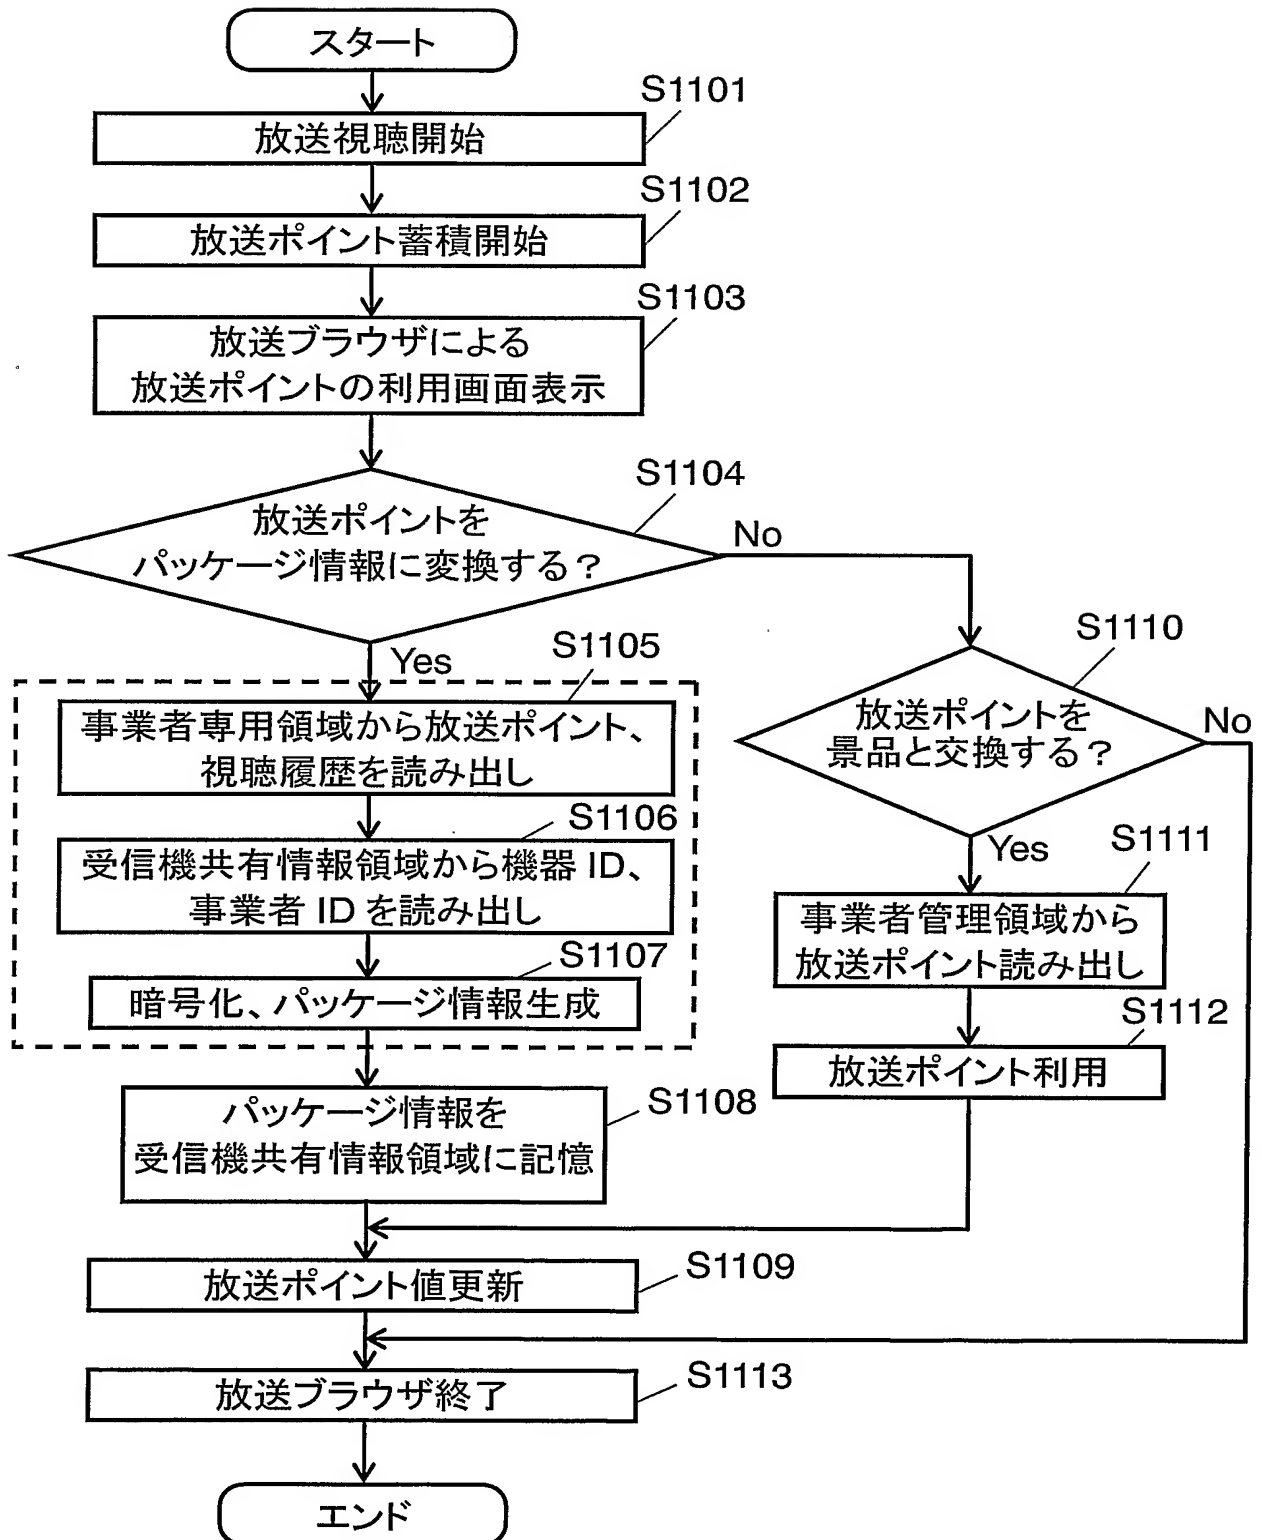 スタート
S1101
放送視聴開始
S1102
放送ポイント蓄積開始
S1103
放送ブラウザによる
放送ポイントの利用画面表示
S1104
放送ポイントを
パッケージ情報に変換する？
No
Yes
S1105
事業者専用領域から放送ポイント、
視聴履歴を読み出し
S1106
受信機共有情報領域から機器 ID、
事業者 ID を読み出し
S1107
暗号化、パッケージ情報生成
S1108
パッケージ情報を
受信機共有情報領域に記憶
S1110
放送ポイントを
景品と交換する？
No
Yes
S1111
事業者管理領域から
放送ポイント読み出し
S1112
放送ポイント利用
S1109
放送ポイント値更新
S1113
放送ブラウザ終了
エンド